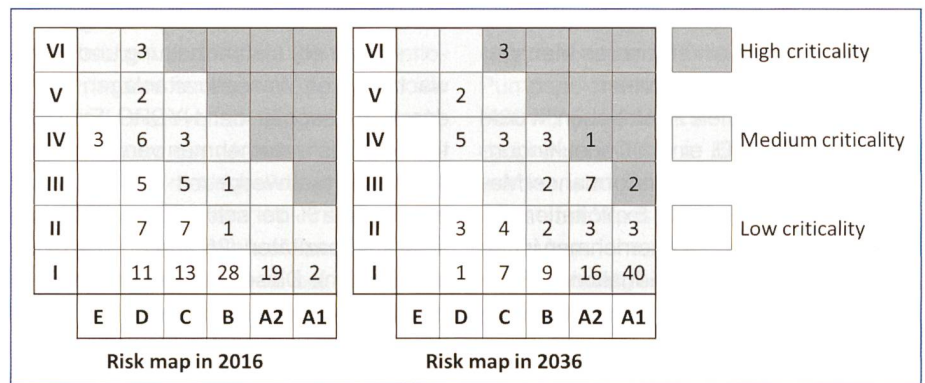 VI 3
V 2
IV 3 6 3
III 5 5 1
II 7 7 1
I 11 13 28 19 2
E D C B A2 A1
Risk map in 2016
VI 3
V 2
IV 5 3 3 1
III 2 7 2
II 3 4 2 3 3
I 1 7 9 16 40
E D C B A2 A1
Risk map in 2036
High criticality
Medium criticality
Low criticality